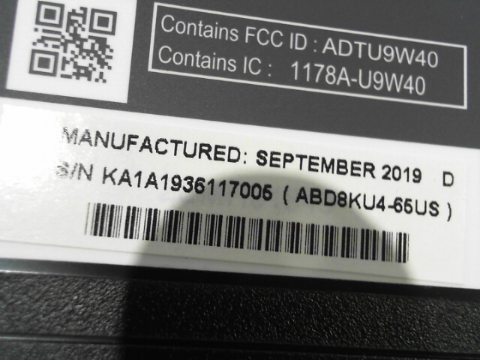 Contains FCC ID : ADTU9W40
Contains IC : 1178A-U9W40
MANUFACTURED: SEPTEMBER 2019 D
S/N KA1A1936117005 ( ABD8KU4-65US )